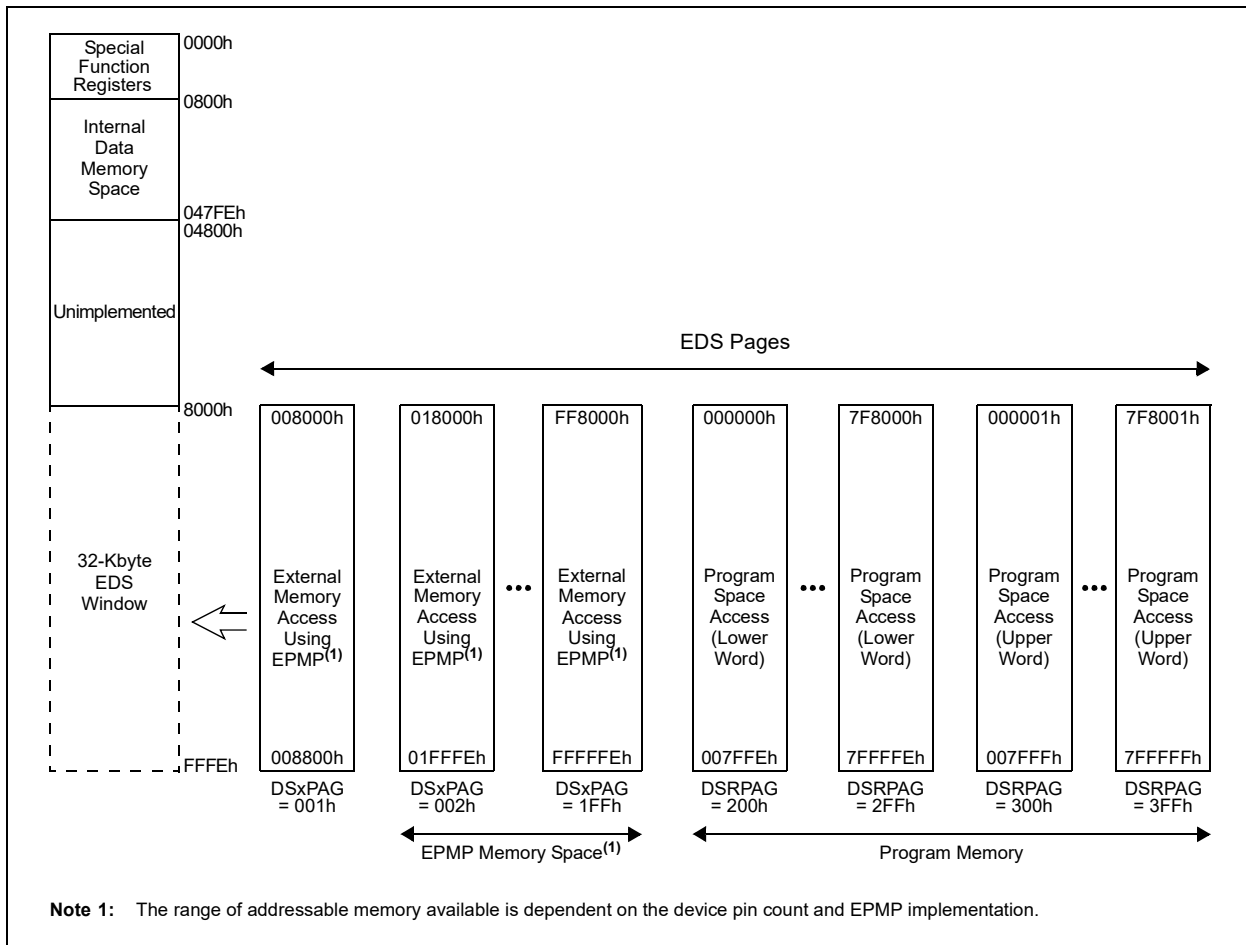 Special
Function
Registers
0000h
0800h
Internal
Data
Memory
Space
047FEh
04800h
Unimplemented
8000h
32-Kbyte
EDS
Window
FFFEh
EDS Pages
008000h
External
Memory
Access
Using
EPMP(1)
008800h
DSxPAG
= 001h
018000h
External
Memory
Access
Using
EPMP(1)
01FFFEh
DSxPAG
= 002h
•••
FF8000h
External
Memory
Access
Using
EPMP(1)
FFFFFEh
DSxPAG
= 1FFh
EPMP Memory Space(1)
000000h
Program
Space
Access
(Lower
Word)
007FFEh
DSRPAG
= 200h
•••
7F8000h
Program
Space
Access
(Lower
Word)
7FFFFEh
DSRPAG
= 2FFh
000001h
Program
Space
Access
(Upper
Word)
007FFFh
DSRPAG
= 300h
•••
7F8001h
Program
Space
Access
(Upper
Word)
7FFFFFh
DSRPAG
= 3FFh
Program Memory
Note 1: The range of addressable memory available is dependent on the device pin count and EPMP implementation.